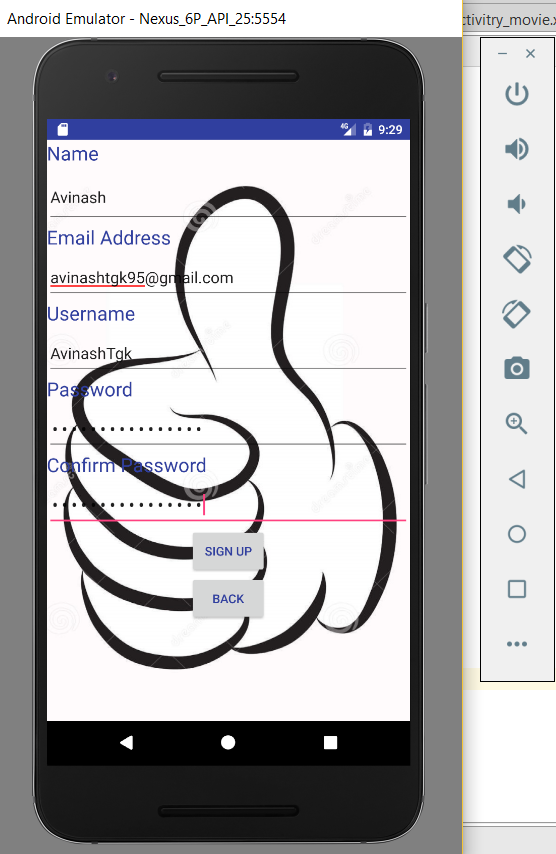 Android Emulator - Nexus_6P_API_25:5554
ctivitry_movie.x
4G 9:29
Name
Avinash
Email Address
avinashtgk95@gmail.com
Username
AvinashTgk
Password
Confirm Password
SIGN UP
BACK